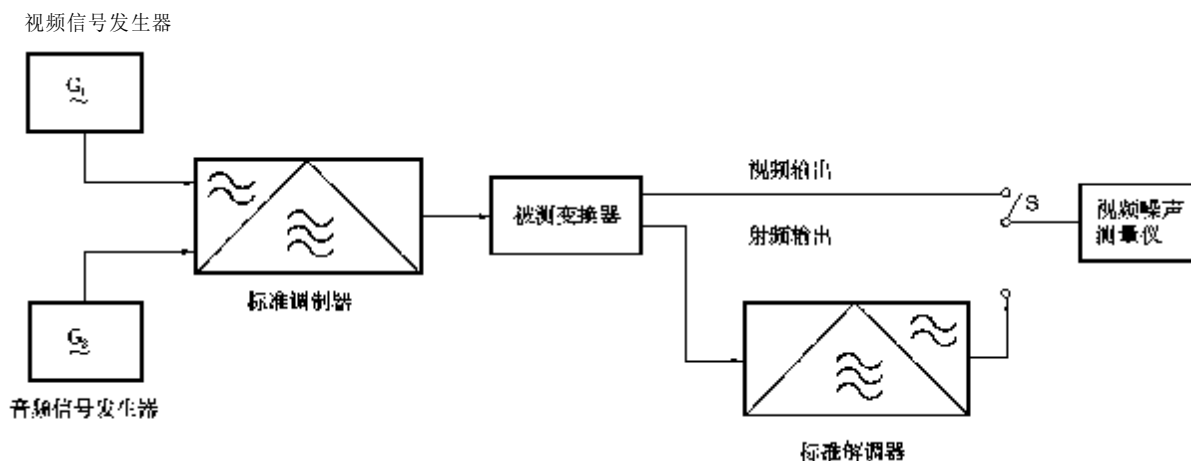 视频信号发生器
G1
视频输出
S
视频噪声
测量仪
被测变换器
射频输出
标准调制器
G2
音频信号发生器
标准解调器